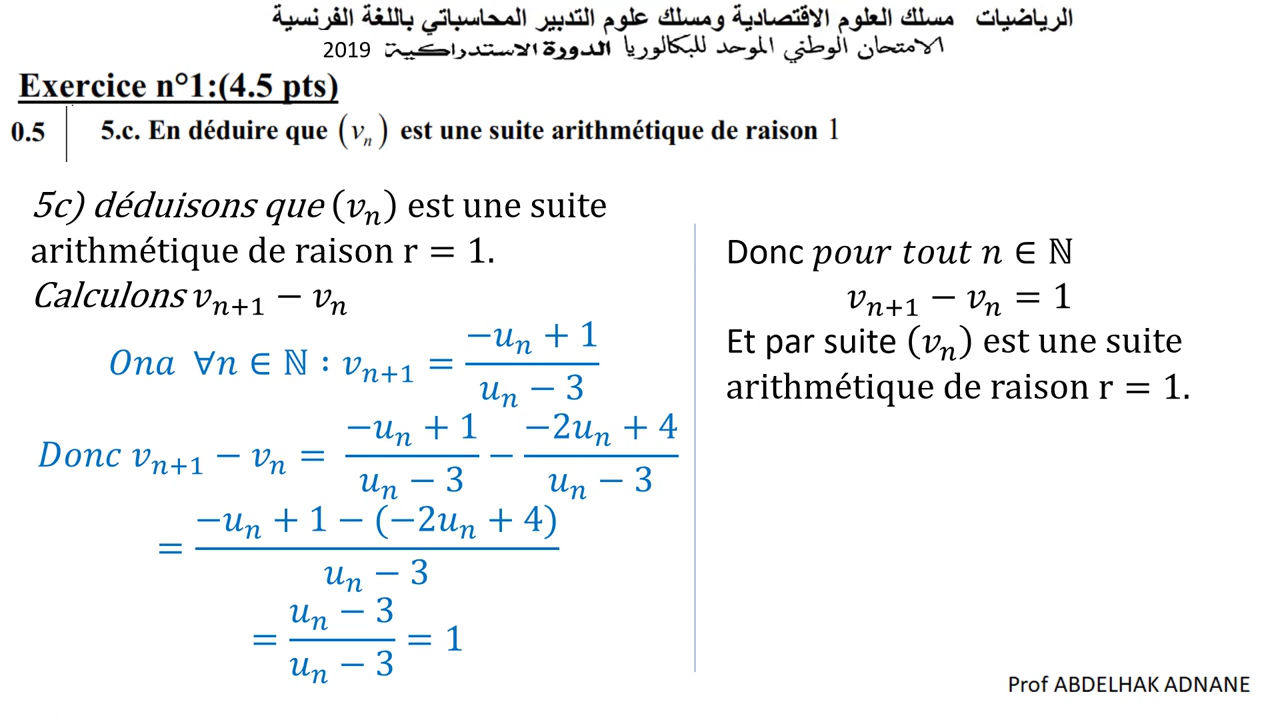 الرياضيات مسلك العلوم الاقتصادية ومسلك علوم التدبير المحاسباتي باللغة الفرنسية
الامتحان الوطني الموحد للبكالوريا الدورة الاستدراكية 2019
Exercice n°1:(4.5 pts)
0.5 5.c. En déduire que (vₙ) est une suite arithmétique de raison 1
5c) déduisons que (vₙ) est une suite
arithmétique de raison r = 1.
Calculons vₙ₊₁ − vₙ
Ona ∀n ∈ ℕ : vₙ₊₁ = (−uₙ + 1)/(uₙ − 3)
Donc vₙ₊₁ − vₙ = (−uₙ + 1)/(uₙ − 3) − (−2uₙ + 4)/(uₙ − 3)
= (−uₙ + 1 − (−2uₙ + 4))/(uₙ − 3)
= (uₙ − 3)/(uₙ − 3) = 1
Donc pour tout n ∈ ℕ
vₙ₊₁ − vₙ = 1
Et par suite (vₙ) est une suite
arithmétique de raison r = 1.
Prof ABDELHAK ADNANE